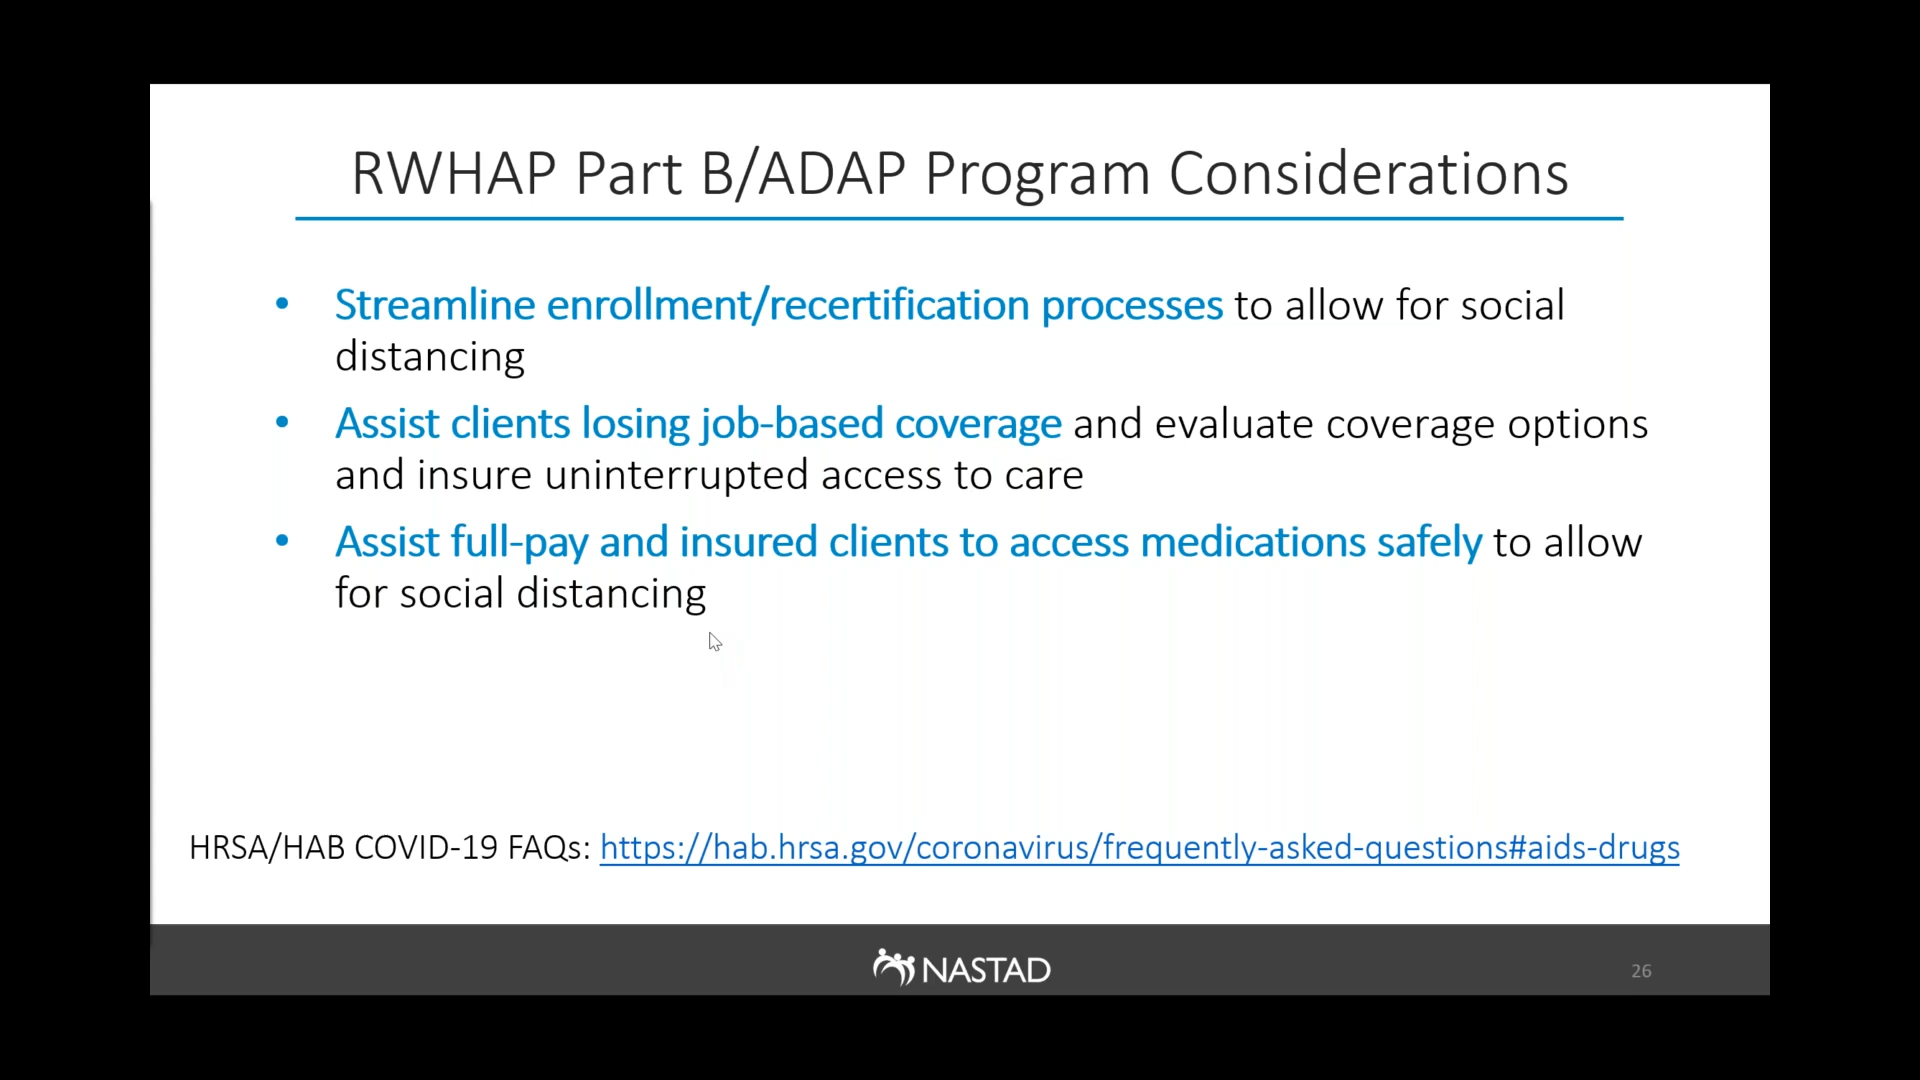 RWHAP Part B/ADAP Program Considerations
• Streamline enrollment/recertification processes to allow for social
distancing
• Assist clients losing job-based coverage and evaluate coverage options
and insure uninterrupted access to care
• Assist full-pay and insured clients to access medications safely to allow
for social distancing
HRSA/HAB COVID-19 FAQs: https://hab.hrsa.gov/coronavirus/frequently-asked-questions#aids-drugs
NASTAD
26